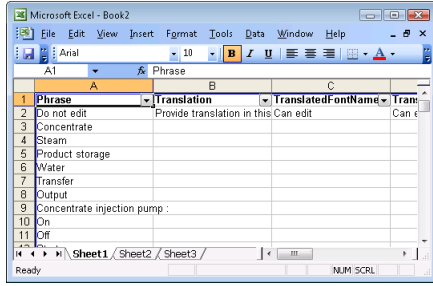 Microsoft Excel - Book2
File Edit View Insert Format Tools Data Window Help
Arial 10 B I U A
A1 fx Phrase
A B C
1 Phrase Translation TranslatedFontName Trans
2 Do not edit Provide translation in this Can edit Can e
3 Concentrate
4 Steam
5 Product storage
6 Water
7 Transfer
8 Output
9 Concentrate injection pump :
10 On
11 Off
Sheet1 Sheet2 Sheet3
Ready NUM SCRL